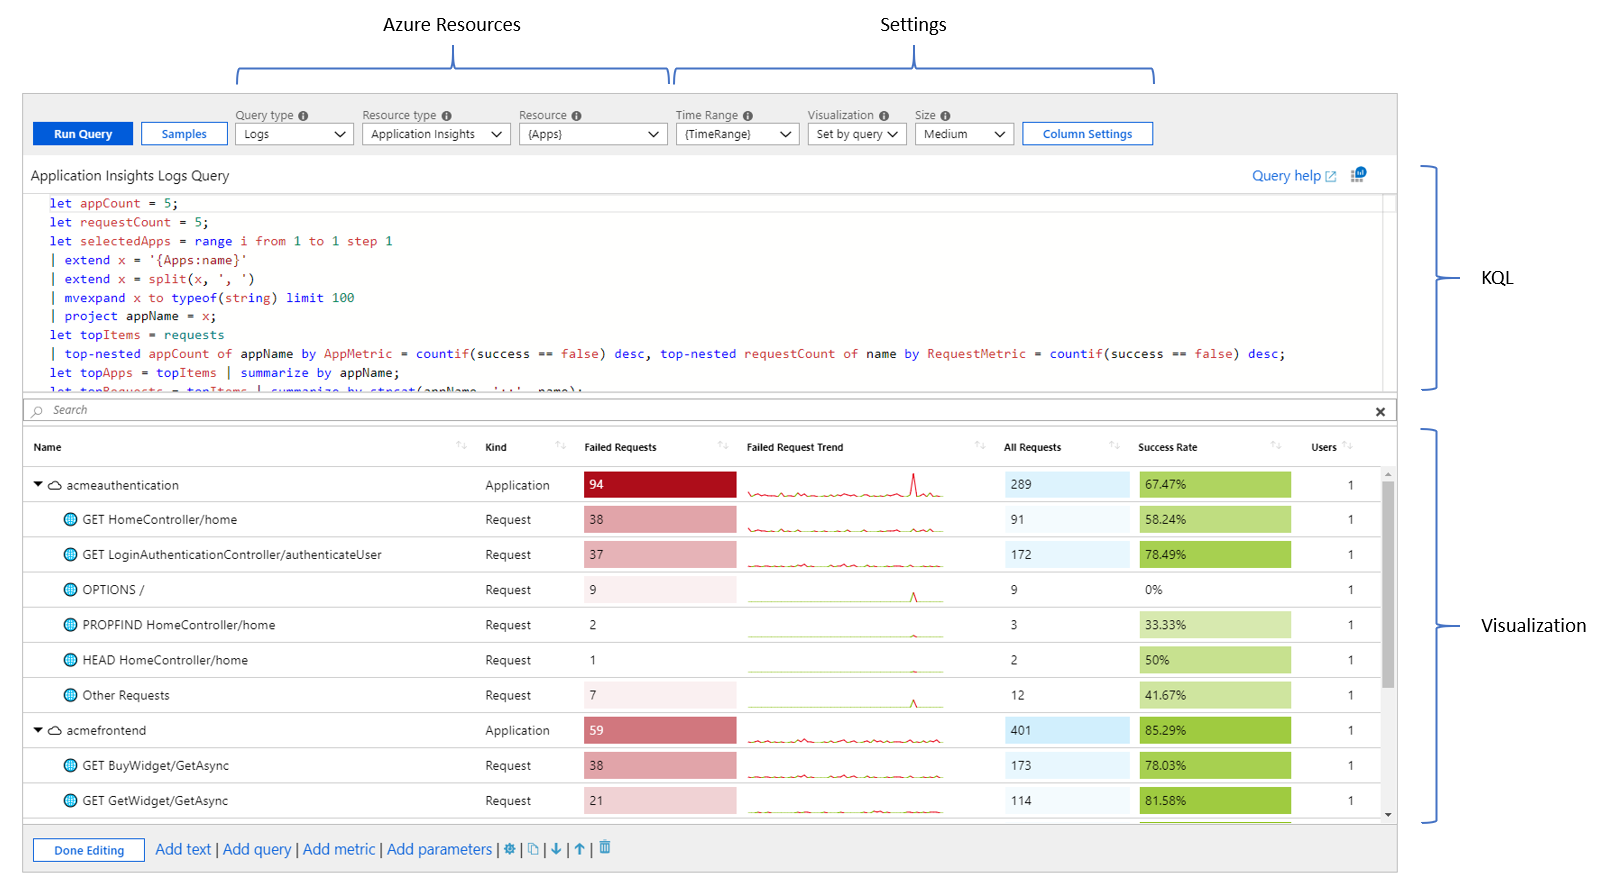 Azure Resources Settings
Query type Resource type Resource Time Range Visualization Size
Run Query Samples Logs Application Insights {Apps} {TimeRange} Set by query Medium Column Settings
Application Insights Logs Query Query help
let appCount = 5;
let requestCount = 5;
let selectedApps = range i from 1 to 1 step 1
| extend x = '{Apps:name}'
| extend x = split(x, ', ')
| mvexpand x to typeof(string) limit 100
| project appName = x;
let topItems = requests
| top-nested appCount of appName by AppMetric = countif(success == false) desc, top-nested requestCount of name by RequestMetric = countif(success == false) desc;
let topApps = topItems | summarize by appName;
let topRequests = topItems | summarize by strcat(appName, '::', name);
KQL
Search
Name Kind Failed Requests Failed Request Trend All Requests Success Rate Users
acmeauthentication Application 94 289 67.47% 1
GET HomeController/home Request 38 91 58.24% 1
GET LoginAuthenticationController/authenticateUser Request 37 172 78.49% 1
OPTIONS / Request 9 9 0% 1
PROPFIND HomeController/home Request 2 3 33.33% 1
HEAD HomeController/home Request 1 2 50% 1
Other Requests Request 7 12 41.67% 1
acmefrontend Application 59 401 85.29% 1
GET BuyWidget/GetAsync Request 38 173 78.03% 1
GET GetWidget/GetAsync Request 21 114 81.58% 1
Visualization
Done Editing Add text | Add query | Add metric | Add parameters | | | | |